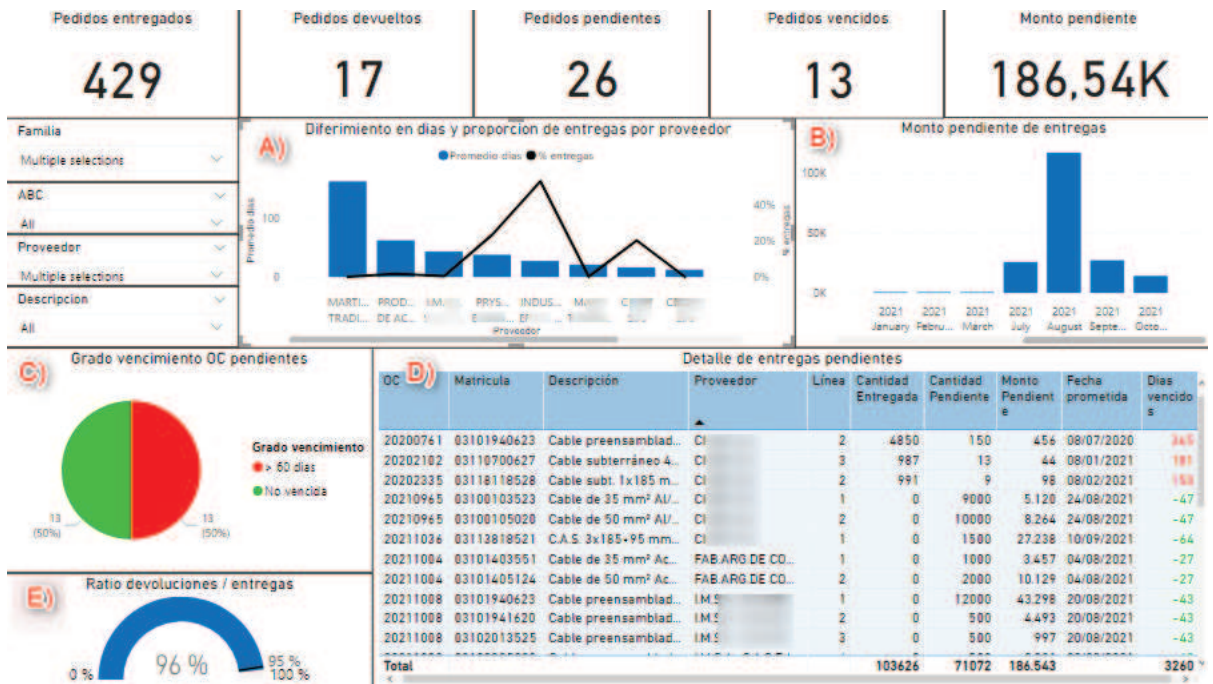 Pedidos entregados
429
Pedidos devueltos
17
Pedidos pendientes
26
Pedidos vencidos
13
Monto pendiente
186,54K
Familia
Multiple selections
ABC
All
Proveedor
Multiple selections
Descripcion
All
A)
Diferimiento en dias y proporcion de entregas por proveedor
Promedio dias % entregas
Promedio dias
100
0
% entregas
40%
20%
0%
MARTI... PROD... I.M. PRYS... INDUS...
TRADI... DE AC...
Proveedor
B)
Monto pendiente de entregas
100K
50K
0K
2021 2021 2021 2021 2021 2021 2021
January Febru... March July August Septe... Octo...
C)
Grado vencimiento OC pendientes
Grado vencimiento
> 60 dias
No vencida
13
(50%)
13
(50%)
D)
Detalle de entregas pendientes
OC Matricula Descripción Proveedor Línea Cantidad Entregada Cantidad Pendiente Monto Pendiente Fecha prometida Dias vencidos
20200761 03101940623 Cable preensamblad... CI 2 4850 150 456 08/07/2020 365
20202102 03110700627 Cable subterráneo 4... CI 3 987 13 44 08/01/2021 181
20202335 03118118528 Cable subt. 1x185 m... CI 2 991 9 98 08/02/2021 153
20210965 03100103523 Cable de 35 mm² Al/... CI 1 0 9000 5.120 24/08/2021 -47
20210965 03100105020 Cable de 50 mm² Al/... CI 2 0 10000 8.264 24/08/2021 -47
20211036 03113818521 C.A.S. 3x185+95 mm... CI 1 0 1500 27.238 10/09/2021 -64
20211004 03101403551 Cable de 35 mm² Ac... FAB.ARG.DE CO... 1 0 1000 3.457 04/08/2021 -27
20211004 03101405124 Cable de 50 mm² Ac... FAB.ARG.DE CO... 2 0 2000 10.129 04/08/2021 -27
20211008 03101940623 Cable preensamblad... I.M.S 1 0 12000 43.298 20/08/2021 -43
20211008 03101941620 Cable preensamblad... I.M.S 2 0 500 4.493 20/08/2021 -43
20211008 03102013525 Cable preensamblad... I.M.S 3 0 500 997 20/08/2021 -43
Total 103626 71072 186.543 3260
E)
Ratio devoluciones / entregas
96 %
0 %
95 %
100 %